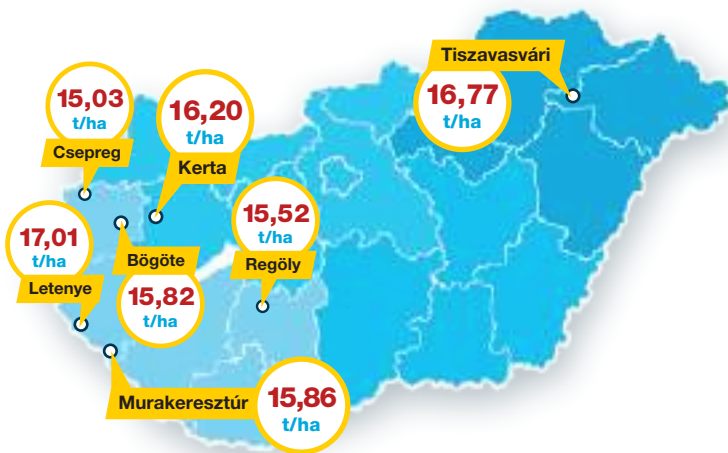 Tiszavasvári
16,77
t/ha
15,03
t/ha
Csepreg
16,20
t/ha
Kerta
17,01
t/ha
Letenye
Bögöte
15,82
t/ha
15,52
t/ha
Regöly
Murakeresztúr
15,86
t/ha